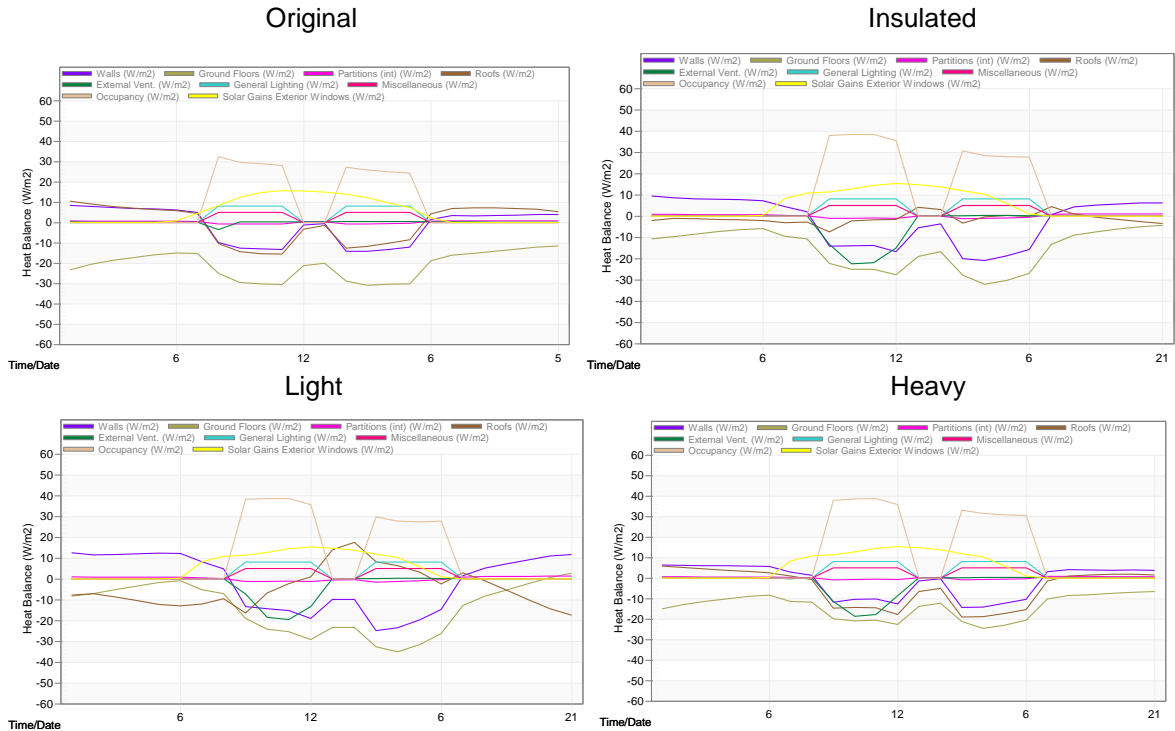 Original
Walls (W/m2) Ground Floors (W/m2) Partitions (int) (W/m2) Roofs (W/m2)
External Vent. (W/m2) General Lighting (W/m2) Miscellaneous (W/m2)
Occupancy (W/m2) Solar Gains Exterior Windows (W/m2)
Heat Balance (W/m2)
60
50
40
30
20
10
0
-10
-20
-30
-40
-50
-60
6 12 6 5
Time/Date
Insulated
Walls (W/m2) Ground Floors (W/m2) Partitions (int) (W/m2) Roofs (W/m2)
External Vent. (W/m2) General Lighting (W/m2) Miscellaneous (W/m2)
Occupancy (W/m2) Solar Gains Exterior Windows (W/m2)
Heat Balance (W/m2)
60
50
40
30
20
10
0
-10
-20
-30
-40
-50
-60
6 12 6 21
Time/Date
Light
Walls (W/m2) Ground Floors (W/m2) Partitions (int) (W/m2) Roofs (W/m2)
External Vent. (W/m2) General Lighting (W/m2) Miscellaneous (W/m2)
Occupancy (W/m2) Solar Gains Exterior Windows (W/m2)
Heat Balance (W/m2)
60
50
40
30
20
10
0
-10
-20
-30
-40
-50
-60
6 12 6 21
Time/Date
Heavy
Walls (W/m2) Ground Floors (W/m2) Partitions (int) (W/m2) Roofs (W/m2)
External Vent. (W/m2) General Lighting (W/m2) Miscellaneous (W/m2)
Occupancy (W/m2) Solar Gains Exterior Windows (W/m2)
Heat Balance (W/m2)
60
50
40
30
20
10
0
-10
-20
-30
-40
-50
-60
6 12 6 21
Time/Date